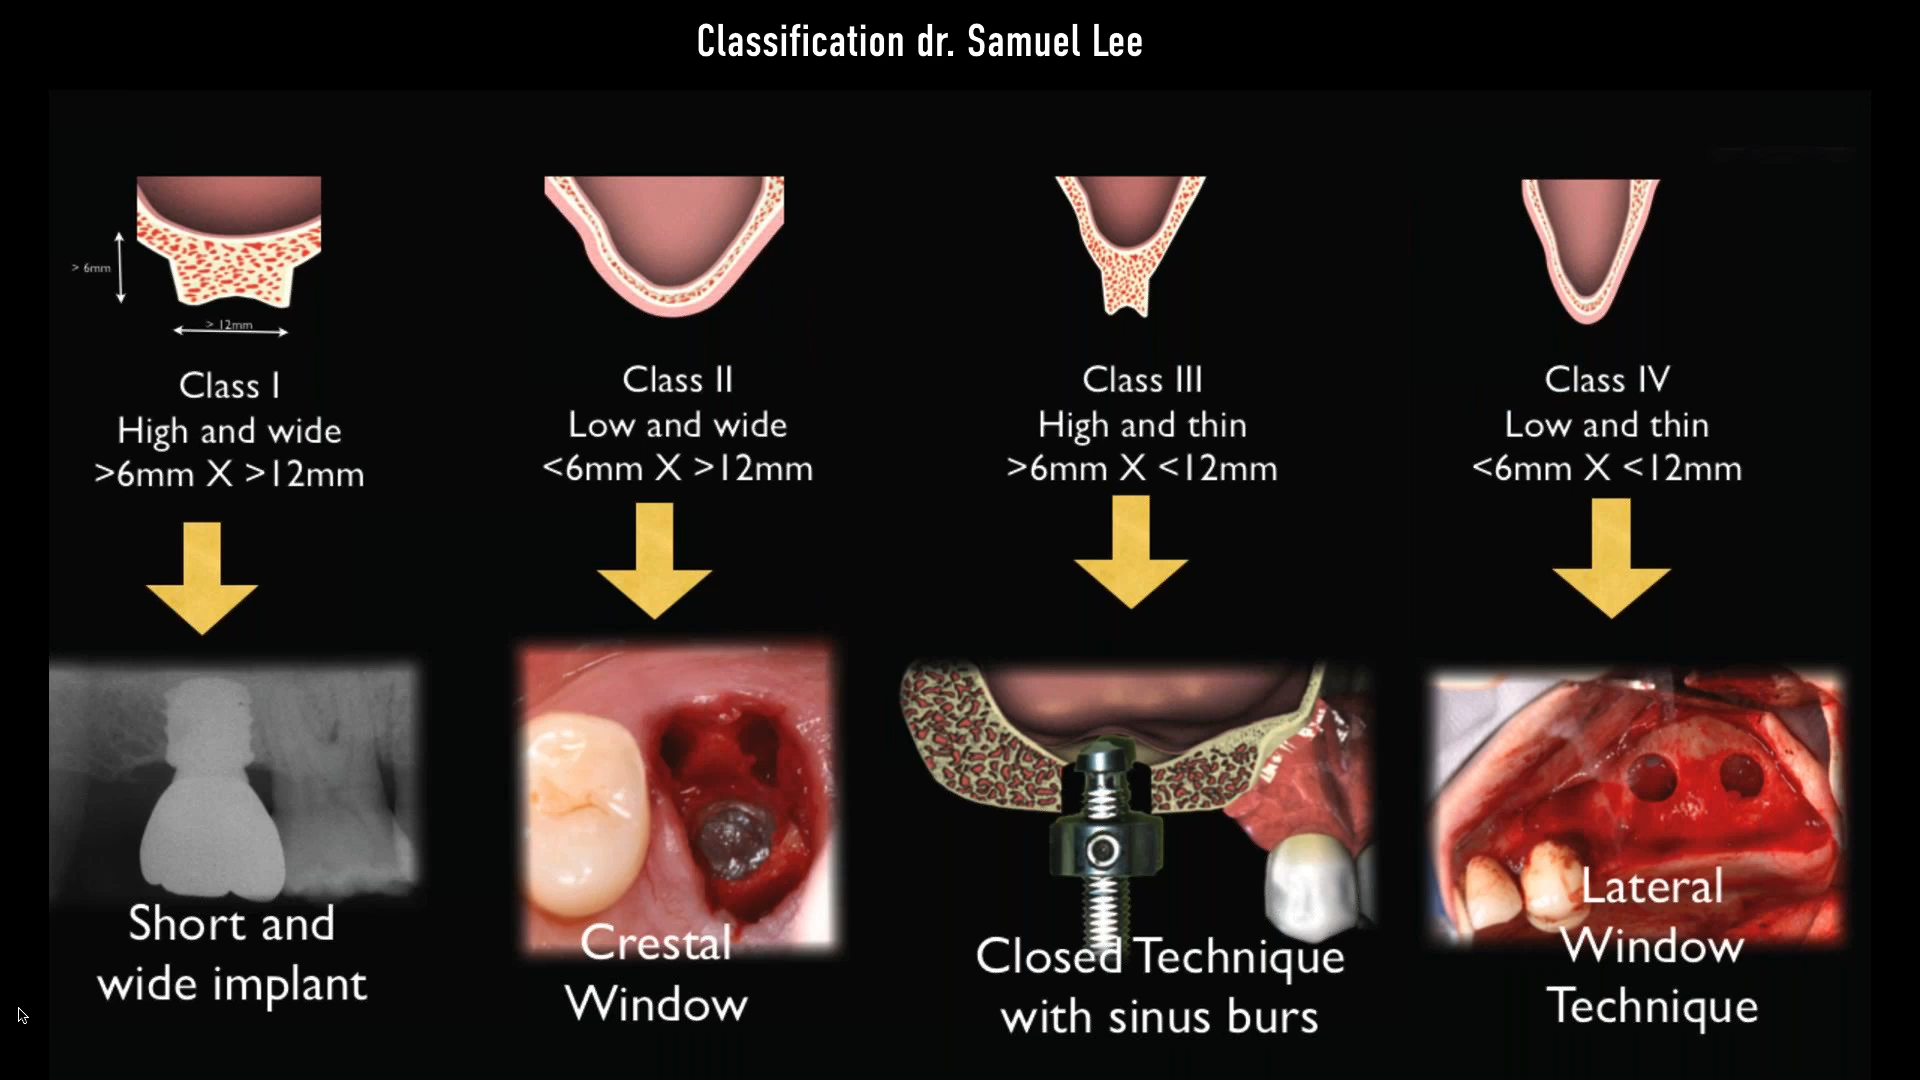 Classification dr. Samuel Lee
> 6mm
> 12mm
Class I
High and wide
>6mm X >12mm
Class II
Low and wide
<6mm X >12mm
Class III
High and thin
>6mm X <12mm
Class IV
Low and thin
<6mm X <12mm
Short and
wide implant
Crestal
Window
Closed Technique
with sinus burs
Lateral
Window
Technique